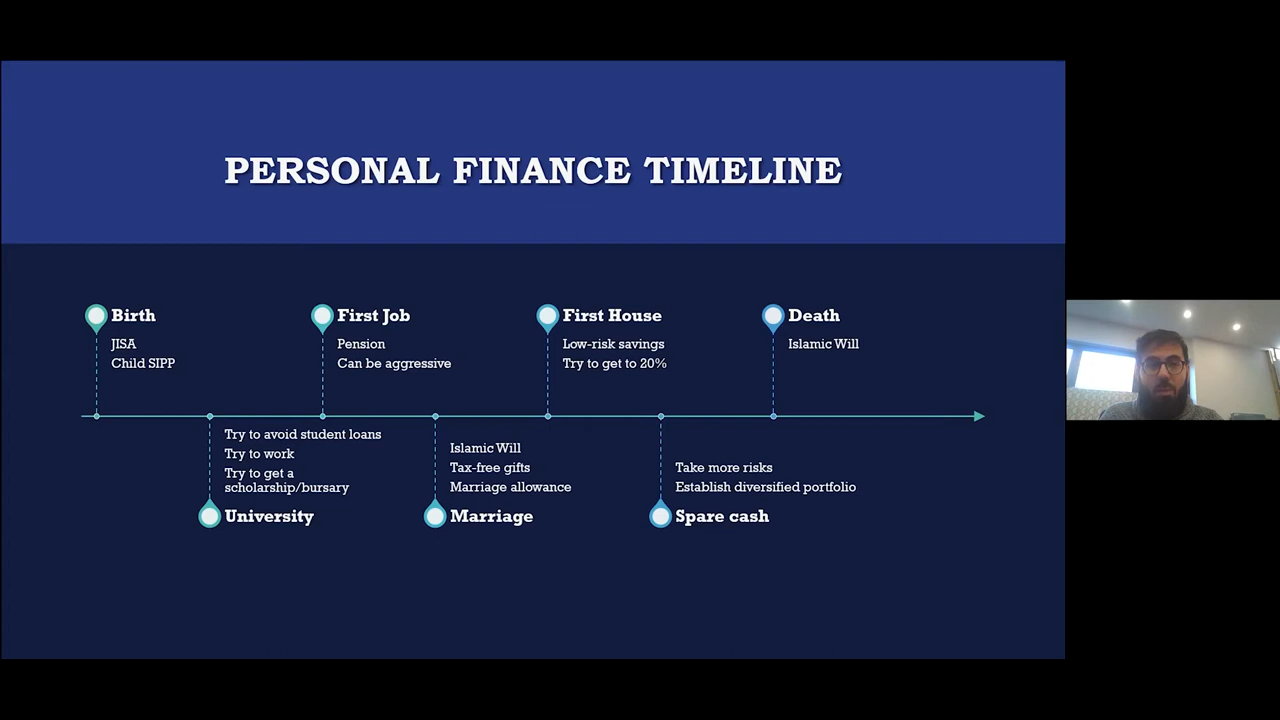 PERSONAL FINANCE TIMELINE
Birth
JISA
Child SIPP
First Job
Pension
Can be aggressive
First House
Low-risk savings
Try to get to 20%
Death
Islamic Will
Try to avoid student loans
Try to work
Try to get a
scholarship/bursary
University
Islamic Will
Tax-free gifts
Marriage allowance
Marriage
Take more risks
Establish diversified portfolio
Spare cash